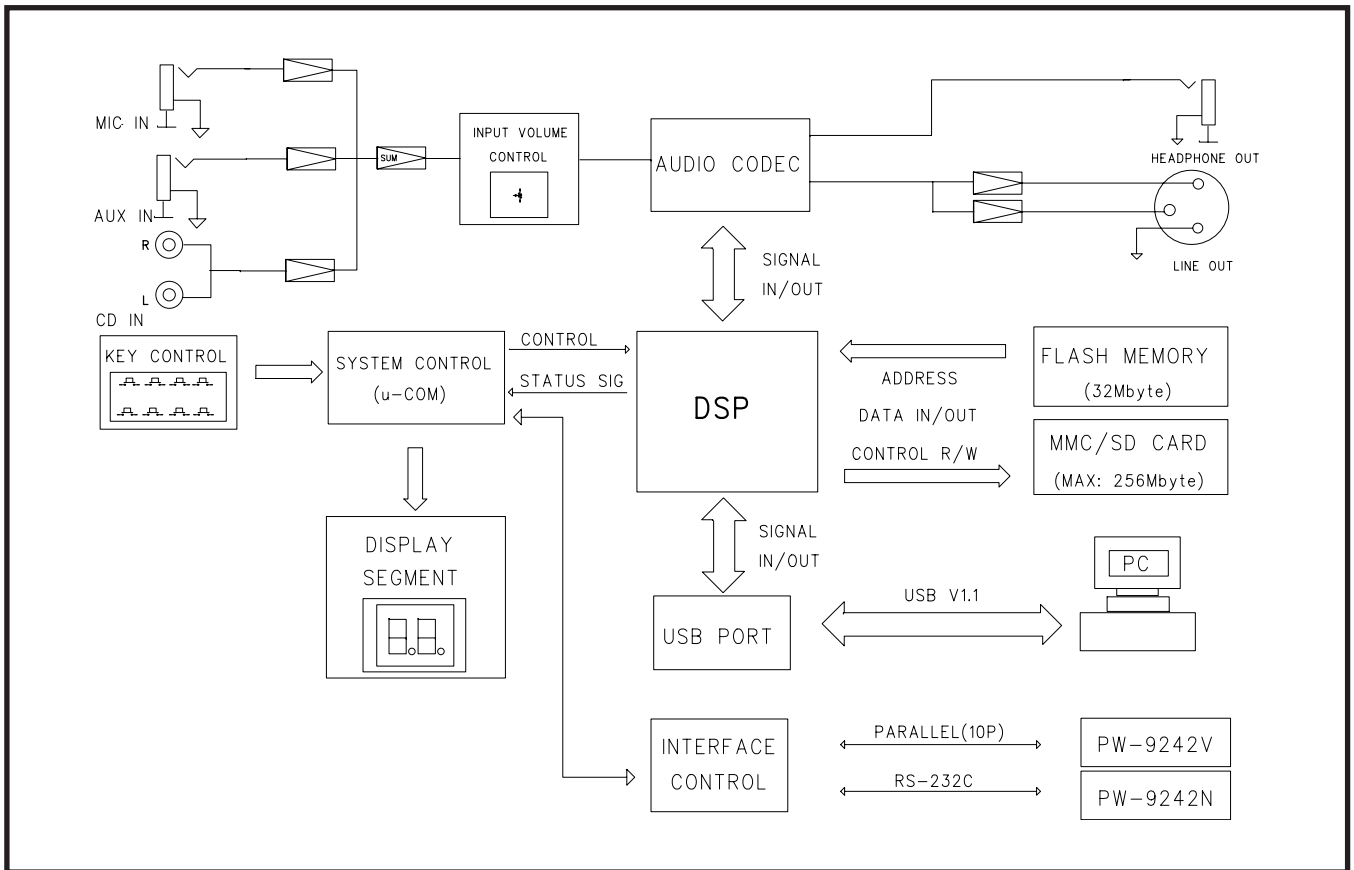 MIC IN
AUX IN
R
L
CD IN
SUM
INPUT VOLUME
CONTROL
AUDIO CODEC
HEADPHONE OUT
LINE OUT
SIGNAL
IN/OUT
KEY CONTROL
SYSTEM CONTROL
(u-COM)
CONTROL
STATUS SIG
DSP
ADDRESS
DATA IN/OUT
CONTROL R/W
FLASH MEMORY
(32Mbyte)
MMC/SD CARD
(MAX: 256Mbyte)
DISPLAY
SEGMENT
8.8.
SIGNAL
IN/OUT
USB PORT
USB V1.1
PC
INTERFACE
CONTROL
PARALLEL(10P)
RS-232C
PW-9242V
PW-9242N